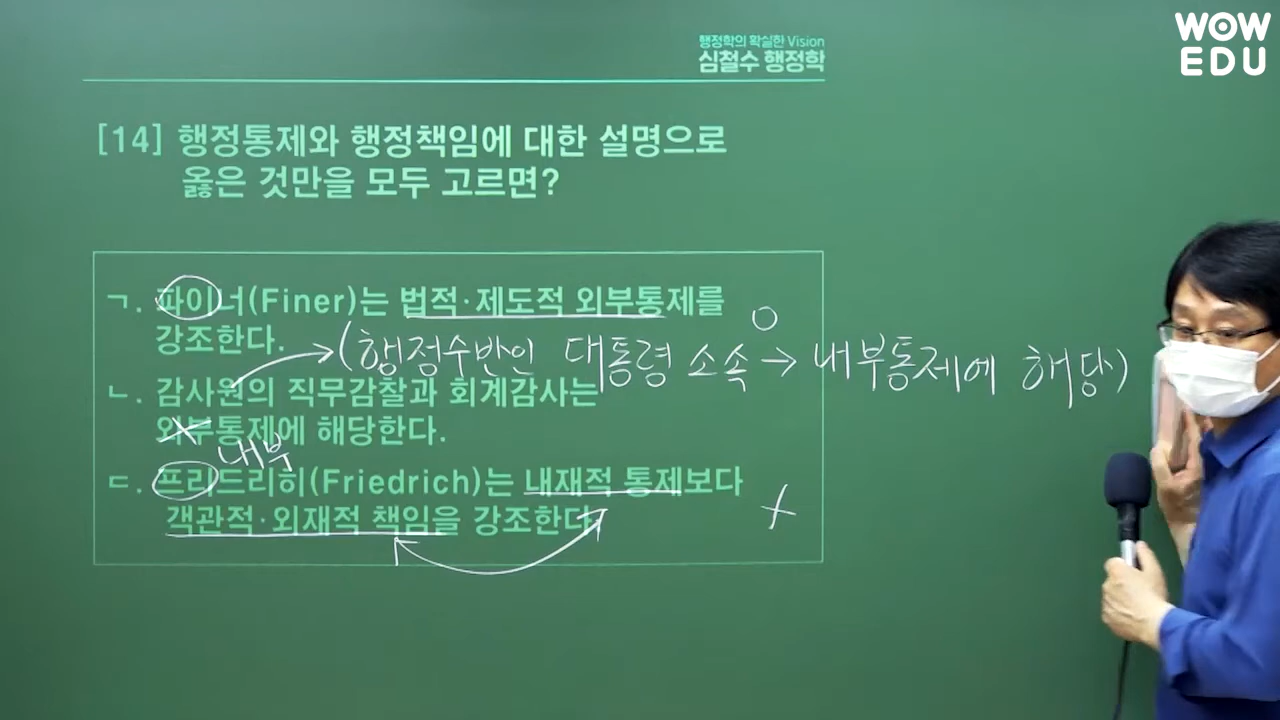 WOW
EDU
행정학의 확실한 Vision
심철수 행정학
[14] 행정통제와 행정책임에 대한 설명으로
옳은 것만을 모두 고르면?
ㄱ. 파이너(Finer)는 법적·제도적 외부통제를
강조한다.
○
(행정수반인 대통령 소속 → 내부통제에 해당)
ㄴ. 감사원의 직무감찰과 회계감사는
외부통제에 해당한다.
내부
ㄷ. 프리드리히(Friedrich)는 내재적 통제보다
객관적·외재적 책임을 강조한다.
×